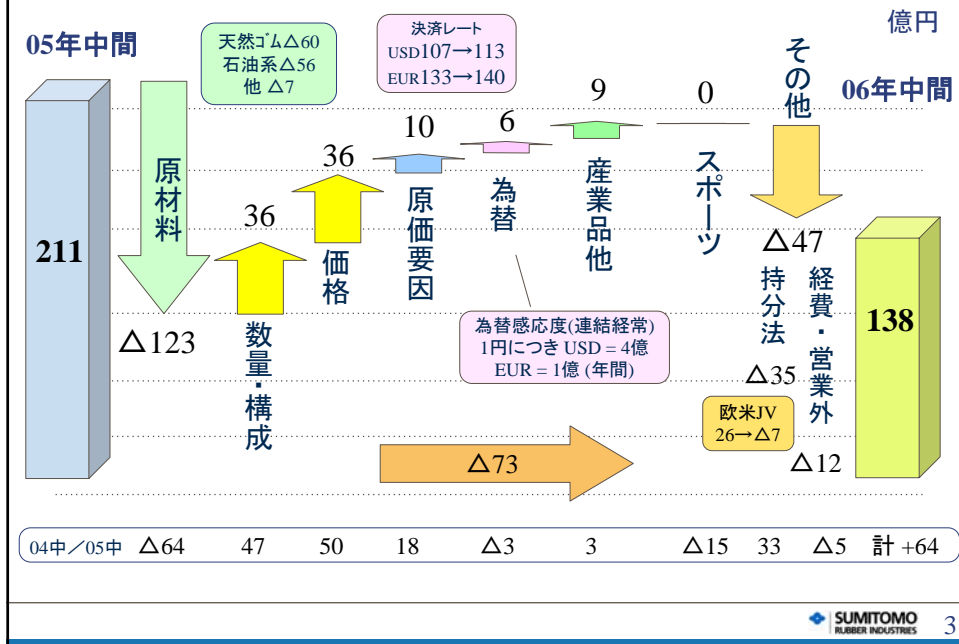 億円
05年中間
天然ｺﾞﾑ△60
石油系△56
他 △7
決済レート
USD107→113
EUR133→140
06年中間
211
原材料
△123
36
数量・構成
36
価格
10
原価要因
6
為替
9
産業品他
0
スポーツ
その他
△47
持分法
△35
経費・営業外
△12
138
為替感応度(連結経常)
1円につき USD = 4億
EUR = 1億 (年間)
欧米JV
26→△7
△73
04中／05中 △64 47 50 18 △3 3 △15 33 △5 計 +64
SUMITOMO
RUBBER INDUSTRIES
3